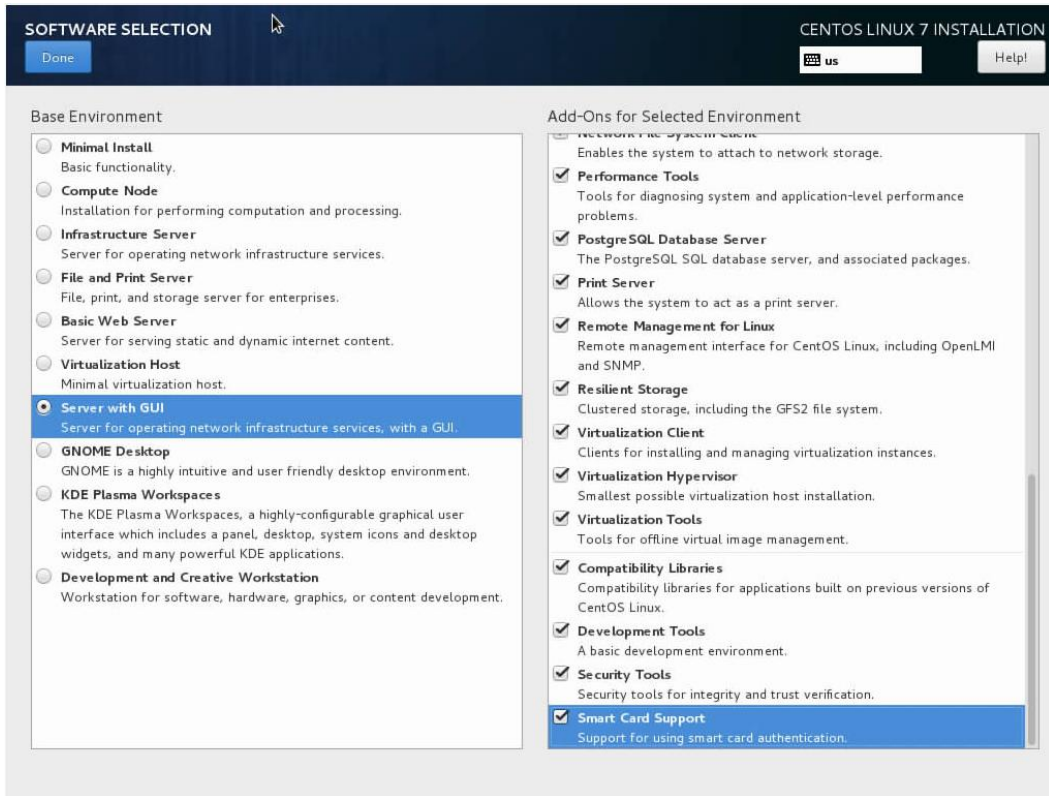 SOFTWARE SELECTION
CENTOS LINUX 7 INSTALLATION
Done
us
Help!
Base Environment
Minimal Install
Basic functionality.
Compute Node
Installation for performing computation and processing.
Infrastructure Server
Server for operating network infrastructure services.
File and Print Server
File, print, and storage server for enterprises.
Basic Web Server
Server for serving static and dynamic internet content.
Virtualization Host
Minimal virtualization host.
Server with GUI
Server for operating network infrastructure services, with a GUI.
GNOME Desktop
GNOME is a highly intuitive and user friendly desktop environment.
KDE Plasma Workspaces
The KDE Plasma Workspaces, a highly-configurable graphical user
interface which includes a panel, desktop, system icons and desktop
widgets, and many powerful KDE applications.
Development and Creative Workstation
Workstation for software, hardware, graphics, or content development.
Add-Ons for Selected Environment
Network File System Client
Enables the system to attach to network storage.
Performance Tools
Tools for diagnosing system and application-level performance
problems.
PostgreSQL Database Server
The PostgreSQL SQL database server, and associated packages.
Print Server
Allows the system to act as a print server.
Remote Management for Linux
Remote management interface for CentOS Linux, including OpenLMI
and SNMP.
Resilient Storage
Clustered storage, including the GFS2 file system.
Virtualization Client
Clients for installing and managing virtualization instances.
Virtualization Hypervisor
Smallest possible virtualization host installation.
Virtualization Tools
Tools for offline virtual image management.
Compatibility Libraries
Compatibility libraries for applications built on previous versions of
CentOS Linux.
Development Tools
A basic development environment.
Security Tools
Security tools for integrity and trust verification.
Smart Card Support
Support for using smart card authentication.